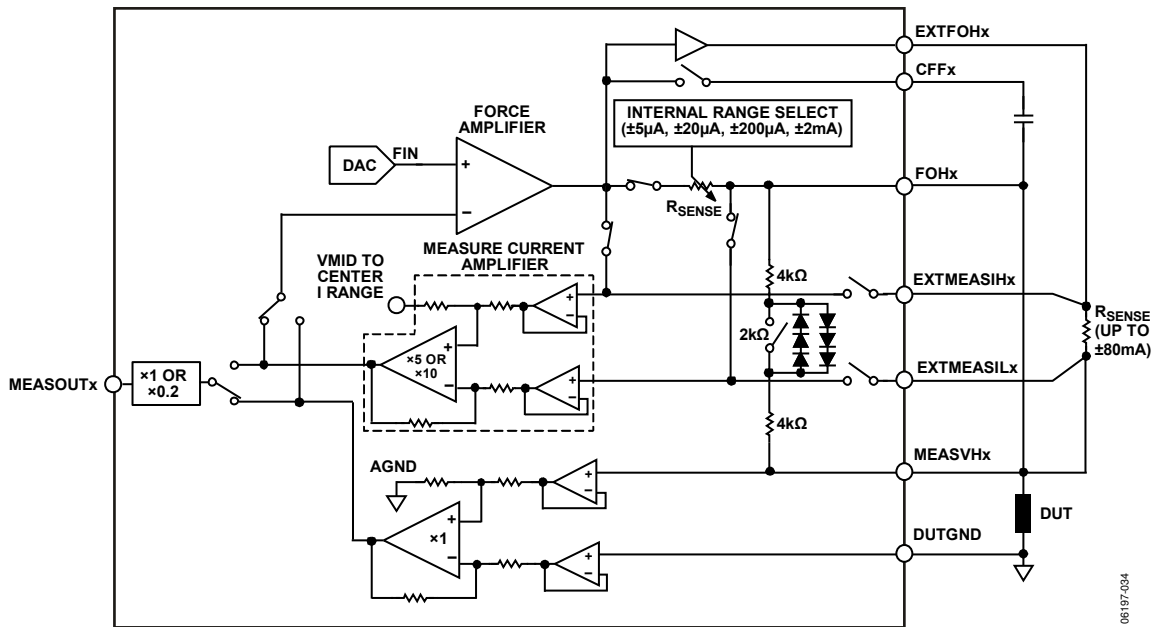 EXTFOHx
CFFx
FORCE
AMPLIFIER
INTERNAL RANGE SELECT
(±5µA, ±20µA, ±200µA, ±2mA)
DAC
FIN
+
−
FOHx
RSENSE
VMID TO
CENTER
I RANGE
MEASURE CURRENT
AMPLIFIER
4kΩ
+
−
EXTMEASIHx
RSENSE
(UP TO
±80mA)
2kΩ
×5 OR
×10
+
−
+
−
EXTMEASILx
MEASOUTx
×1 OR
×0.2
4kΩ
AGND
+
−
MEASVHx
×1
+
−
DUT
+
−
DUTGND
06197-034